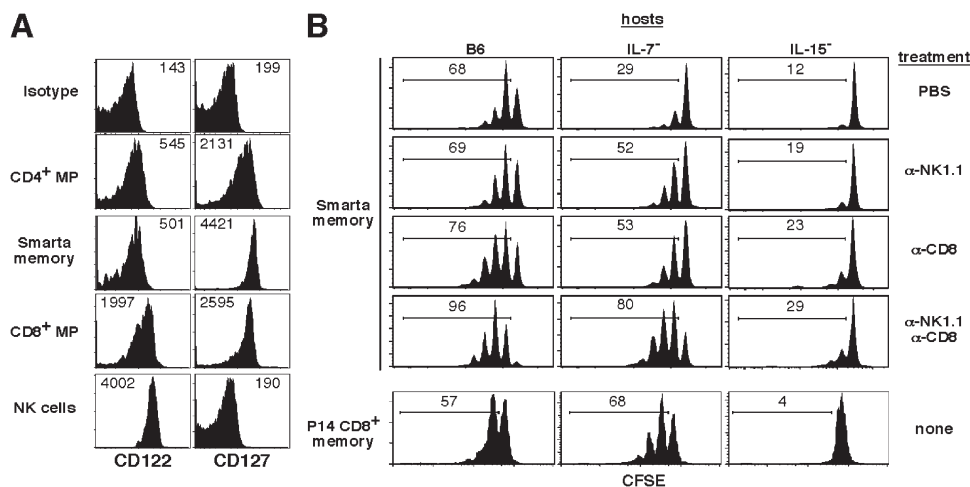 A
Isotype
143
199
CD4+ MP
545
2131
Smarta
memory
501
4421
CD8+ MP
1997
2595
NK cells
4002
190
CD122
CD127
B
hosts
B6
IL-7-
IL-15-
treatment
Smarta
memory
68
29
12
PBS
69
52
19
α-NK1.1
76
53
23
α-CD8
96
80
29
α-NK1.1
α-CD8
P14 CD8+
memory
57
68
4
none
CFSE